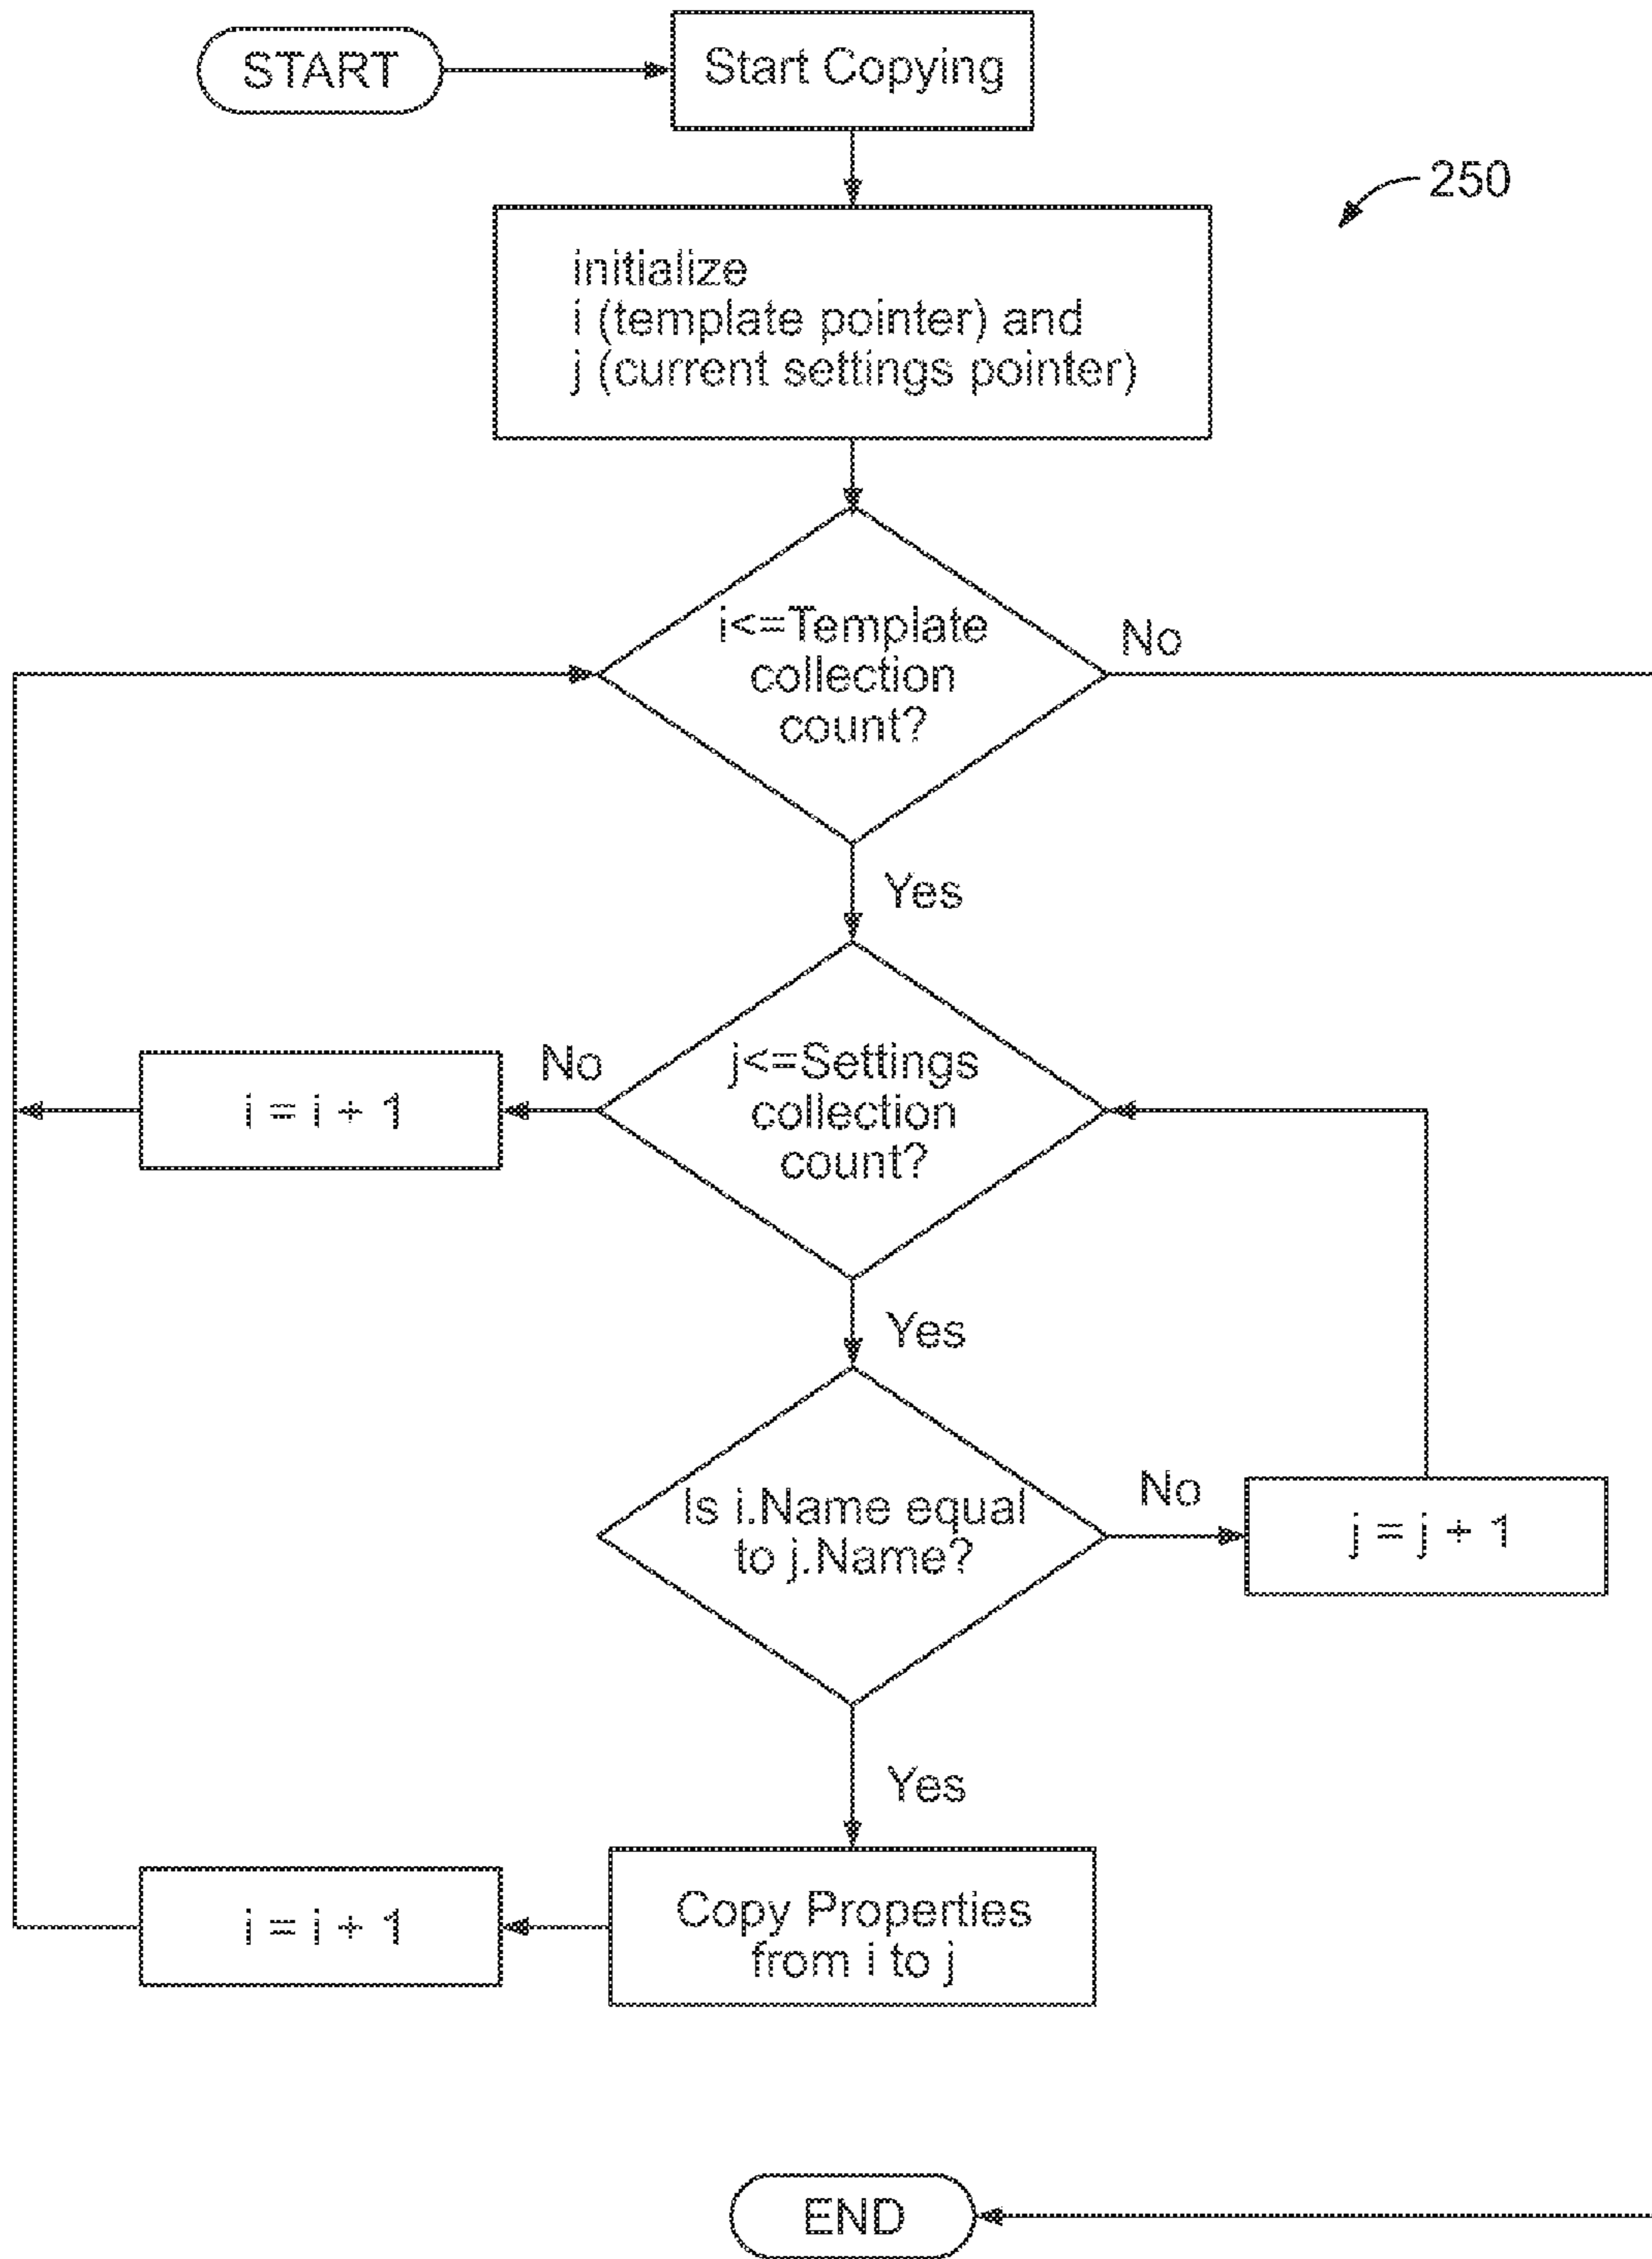 START
Start Copying
250
initialize
i (template pointer) and
j (current settings pointer)
i<=Template
collection
count?
No
Yes
j<=Settings
collection
count?
No
i = i + 1
Yes
Is i.Name equal
to j.Name?
No
j = j + 1
Yes
Copy Properties
from i to j
i = i + 1
END